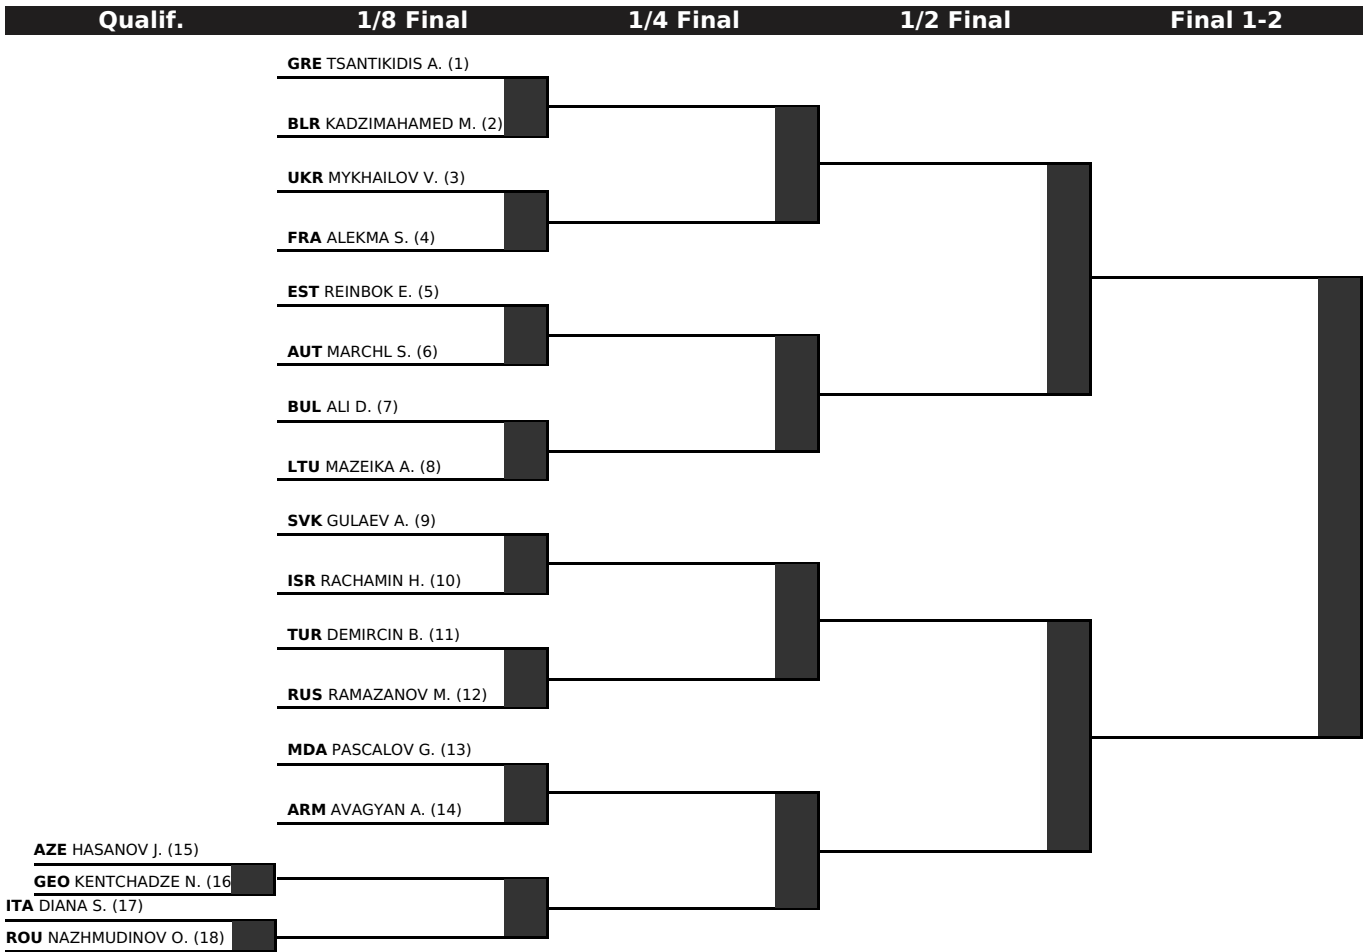 Qualif. 1/8 Final 1/4 Final 1/2 Final Final 1-2
GRE TSANTIKIDIS A. (1)
BLR KADZIMAHAMED M. (2)
UKR MYKHAILOV V. (3)
FRA ALEKMA S. (4)
EST REINBOK E. (5)
AUT MARCHL S. (6)
BUL ALI D. (7)
LTU MAZEIKA A. (8)
SVK GULAEV A. (9)
ISR RACHAMIN H. (10)
TUR DEMIRCIN B. (11)
RUS RAMAZANOV M. (12)
MDA PASCALOV G. (13)
ARM AVAGYAN A. (14)
AZE HASANOV J. (15)
GEO KENTCHADZE N. (16
ITA DIANA S. (17)
ROU NAZHMUDINOV O. (18)